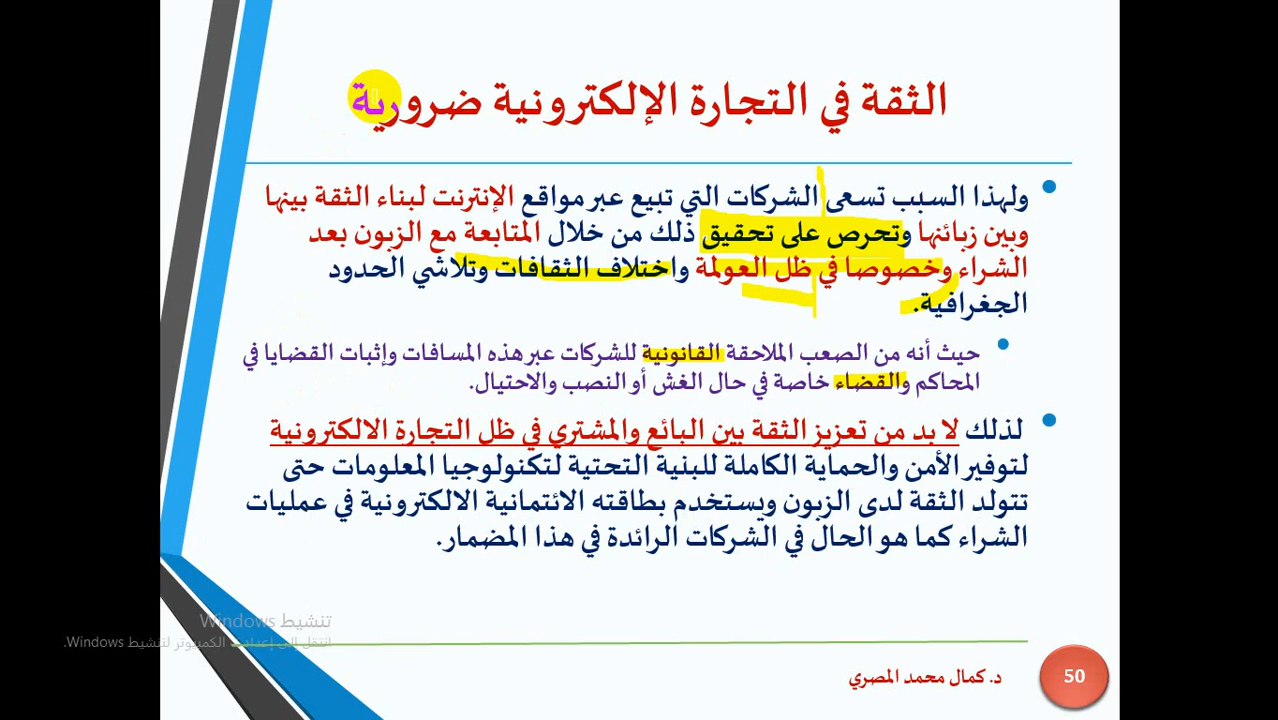 الثقة في التجارة الإلكترونية ضرورية
ولهذا السبب تسعى الشركات التي تبيع عبر مواقع الإنترنت لبناء الثقة بينها
وبين زبائنها وتحرص على تحقيق ذلك من خلال المتابعة مع الزبون بعد
الشراء وخصوصا في ظل العولمة واختلاف الثقافات وتلاشي الحدود
الجغرافية.
حيث أنه من الصعب الملاحقة القانونية للشركات عبر هذه المسافات وإثبات القضايا في
المحاكم والقضاء خاصة في حال الغش أو النصب والاحتيال.
لذلك لا بد من تعزيز الثقة بين البائع والمشتري في ظل التجارة الالكترونية
لتوفير الأمن والحماية الكاملة للبنية التحتية لتكنولوجيا المعلومات حتى
تتولد الثقة لدى الزبون ويستخدم بطاقته الائتمانية الالكترونية في عمليات
الشراء كما هو الحال في الشركات الرائدة في هذا المضمار.
تنشيط Windows
انتقل إلى إعدادات الكمبيوتر لتنشيط Windows.
د. كمال محمد المصري
50